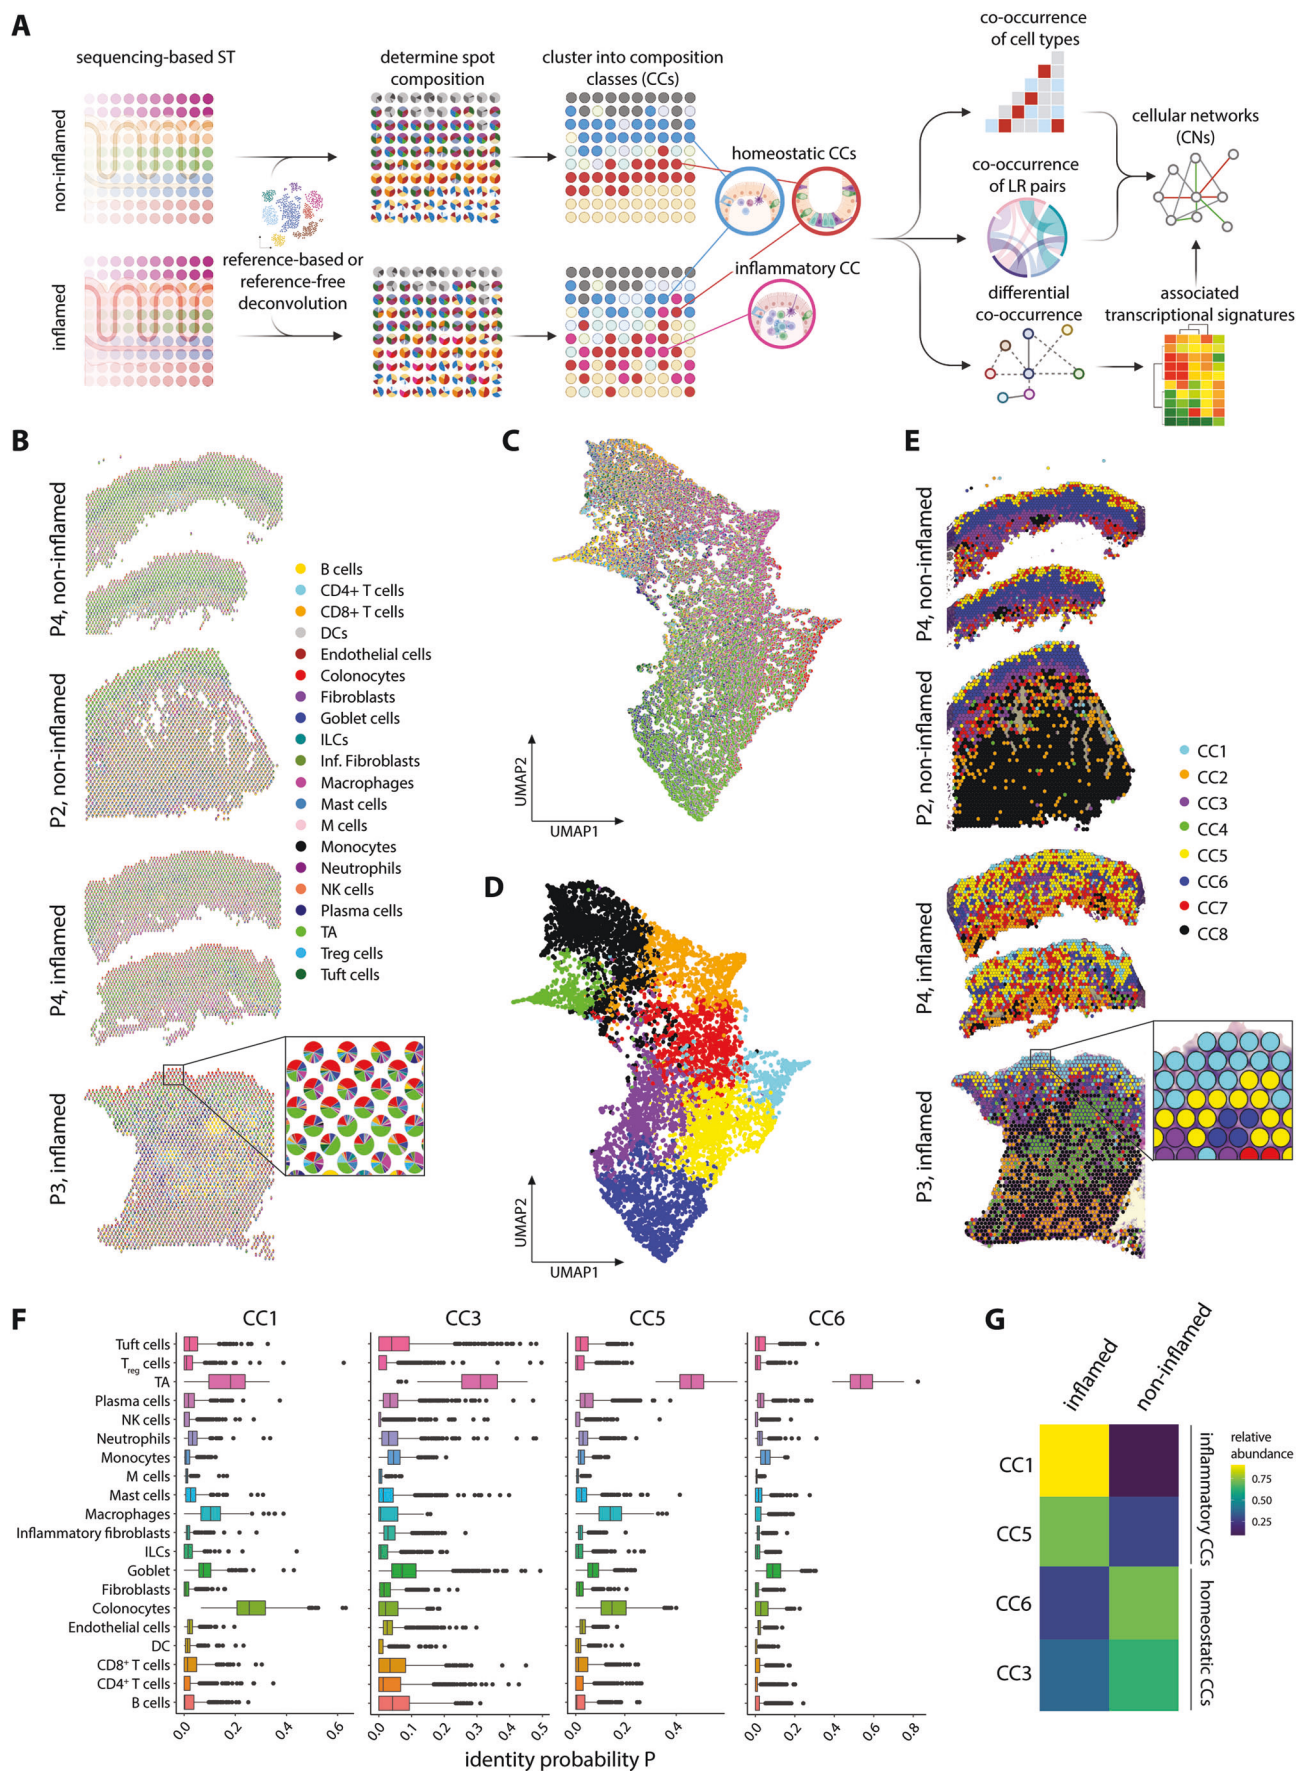 A
sequencing-based ST
determine spot
composition
cluster into composition
classes (CCs)
co-occurrence
of cell types
non-inflamed
inflamed
reference-based or
reference-free
deconvolution
homeostatic CCs
inflammatory CC
co-occurrence
of LR pairs
differential
co-occurrence
cellular networks
(CNs)
associated
transcriptional signatures
B
P4, non-inflamed
P2, non-inflamed
P4, inflamed
P3, inflamed
B cells
CD4+ T cells
CD8+ T cells
DCs
Endothelial cells
Colonocytes
Fibroblasts
Goblet cells
ILCs
Inf. Fibroblasts
Macrophages
Mast cells
M cells
Monocytes
Neutrophils
NK cells
Plasma cells
TA
Treg cells
Tuft cells
C
UMAP2
UMAP1
D
UMAP2
UMAP1
E
P4, non-inflamed
P2, non-inflamed
P4, inflamed
P3, inflamed
CC1
CC2
CC3
CC4
CC5
CC6
CC7
CC8
F
CC1 CC3 CC5 CC6
Tuft cells
Treg cells
TA
Plasma cells
NK cells
Neutrophils
Monocytes
M cells
Mast cells
Macrophages
Inflammatory fibroblasts
ILCs
Goblet
Fibroblasts
Colonocytes
Endothelial cells
DC
CD8+ T cells
CD4+ T cells
B cells
0.0 0.2 0.4 0.6
0.0 0.1 0.2 0.3 0.4 0.5
0.0 0.2 0.4
0.0 0.2 0.4 0.6 0.8
identity probability P
G
inflamed
non-inflamed
CC1
CC5
CC6
CC3
inflammatory CCs
homeostatic CCs
relative
abundance
0.75
0.50
0.25